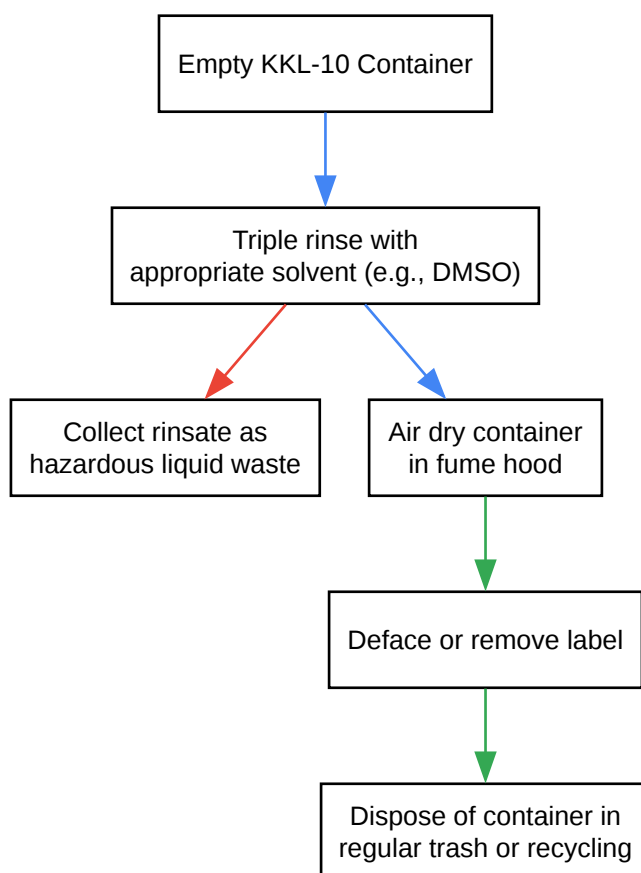 Empty KKL-10 Container
Triple rinse with
appropriate solvent (e.g., DMSO)
Collect rinsate as
hazardous liquid waste
Air dry container
in fume hood
Deface or remove label
Dispose of container in
regular trash or recycling